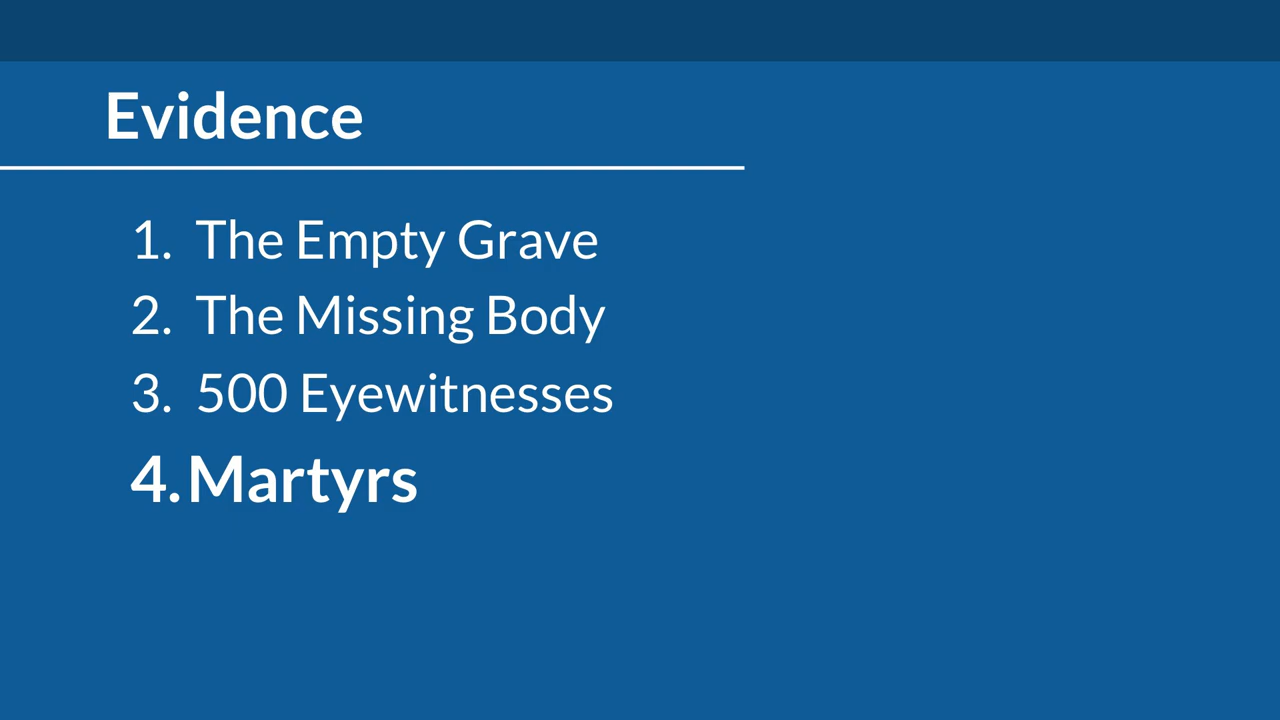 Evidence
1. The Empty Grave
2. The Missing Body
3. 500 Eyewitnesses
4. Martyrs